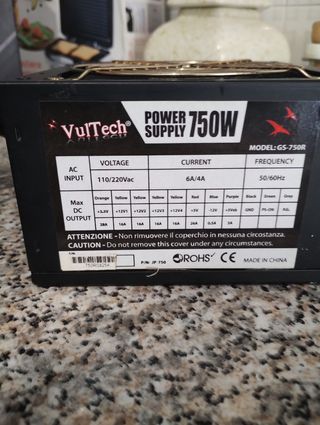 VulTech®
POWER SUPPLY 750W
MODEL: GS-750R
AC INPUT VOLTAGE CURRENT FREQUENCY
110/220Vac 6A/4A 50/60Hz
Max DC OUTPUT Orange Yellow Yellow Yellow Yellow Red Blue Purple Black Green Grey
+3,3V +12V1 +12V2 +12V3 +12V4 +5V -12V +5Vsb GND PS-ON P.G.
28A 16A 16A 16A 16A 0,5A
ATTENZIONE - Non rimuovere il coperchio in nessuna circostanza.
CAUTION - Do not remove this cover under any circumstances.
S/N:
P/N: JP-750
ROHS CE MADE IN CHINA